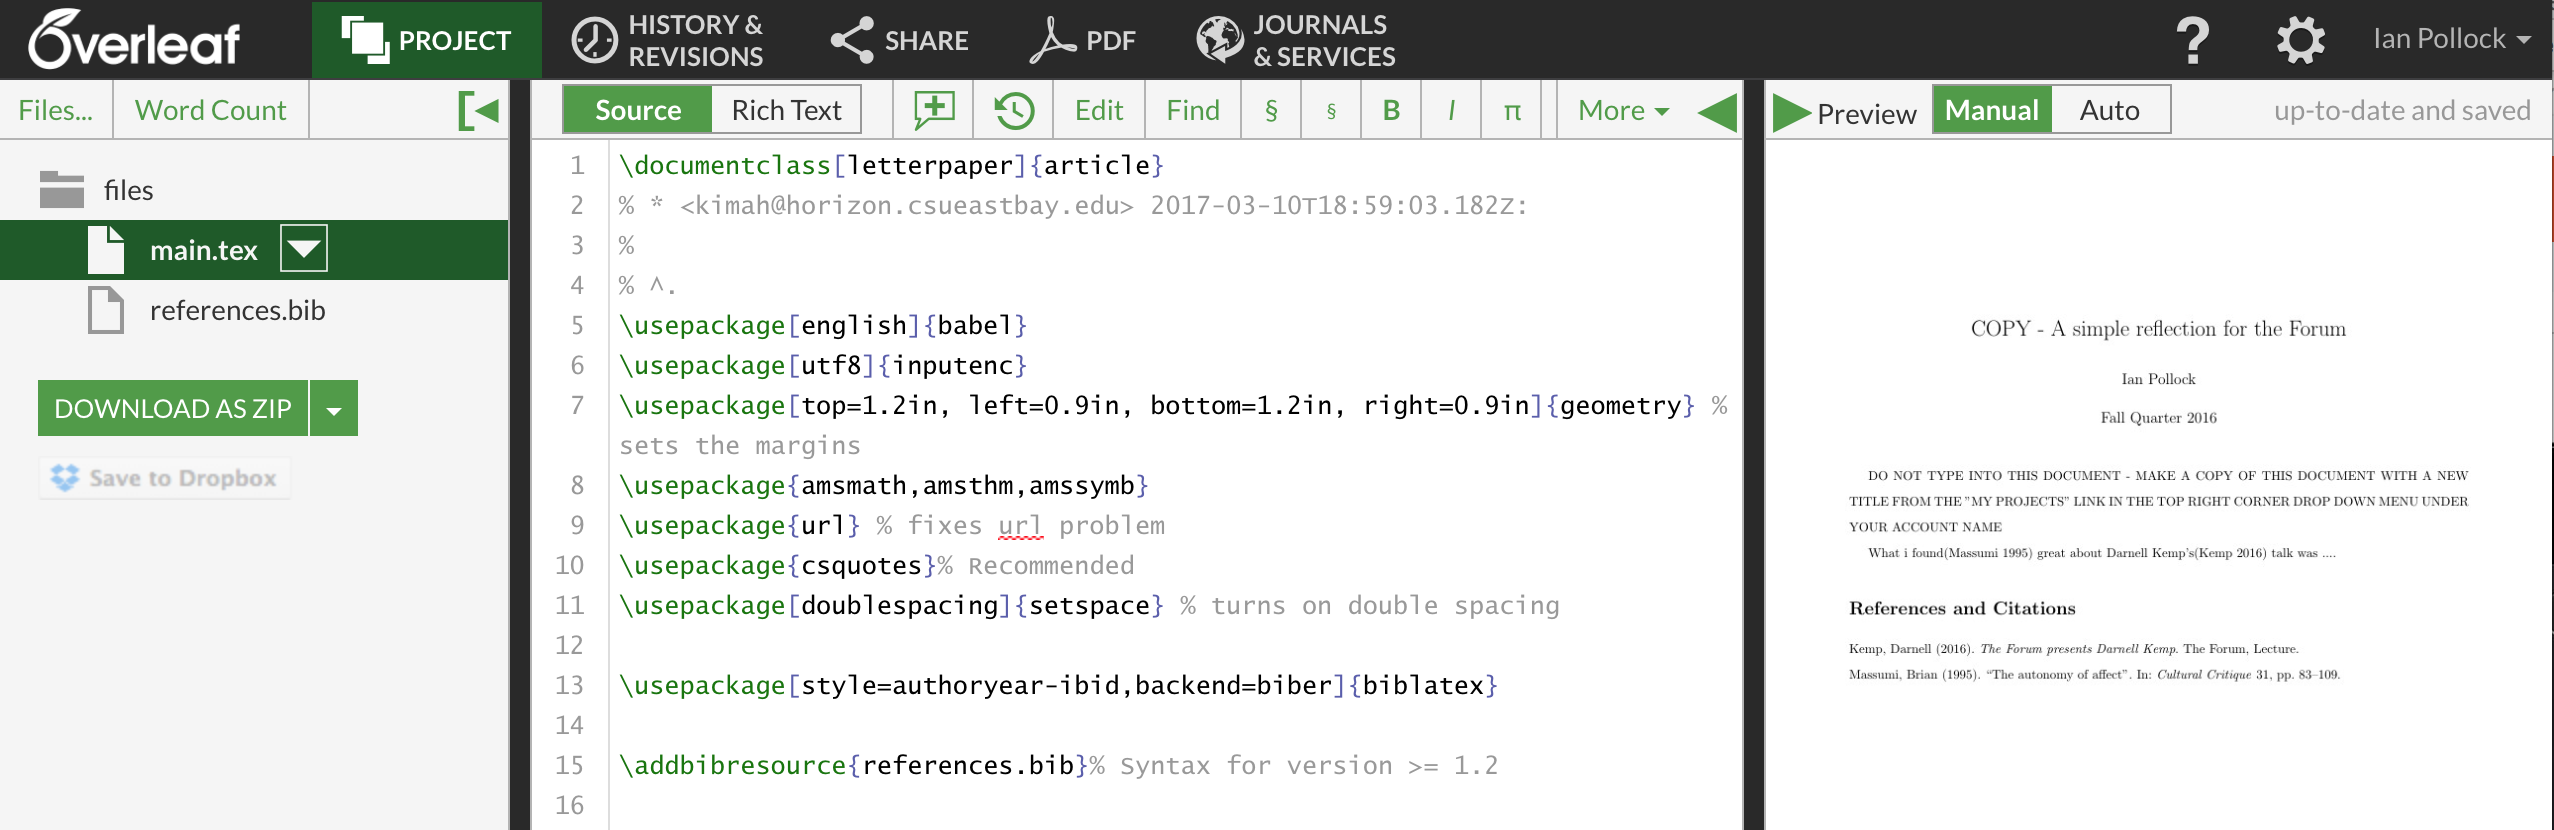 Overleaf
PROJECT
HISTORY &
REVISIONS
SHARE
PDF
JOURNALS
& SERVICES
?
Ian Pollock
Files...
Word Count
Source
Rich Text
Edit
Find
§
§
B
I
π
More
Preview
Manual
Auto
up-to-date and saved
files
main.tex
references.bib
DOWNLOAD AS ZIP
Save to Dropbox
1 \documentclass[letterpaper]{article}
2 % * <kimah@horizon.csueastbay.edu> 2017-03-10T18:59:03.182Z:
3 %
4 % ^.
5 \usepackage[english]{babel}
6 \usepackage[utf8]{inputenc}
7 \usepackage[top=1.2in, left=0.9in, bottom=1.2in, right=0.9in]{geometry} %
sets the margins
8 \usepackage{amsmath,amsthm,amssymb}
9 \usepackage{url} % fixes url problem
10 \usepackage{csquotes}% Recommended
11 \usepackage[doublespacing]{setspace} % turns on double spacing
12
13 \usepackage[style=authoryear-ibid,backend=biber]{biblatex}
14
15 \addbibresource{references.bib}% Syntax for version >= 1.2
16
COPY - A simple reflection for the Forum
Ian Pollock
Fall Quarter 2016
DO NOT TYPE INTO THIS DOCUMENT - MAKE A COPY OF THIS DOCUMENT WITH A NEW
TITLE FROM THE ”MY PROJECTS” LINK IN THE TOP RIGHT CORNER DROP DOWN MENU UNDER
YOUR ACCOUNT NAME
What i found(Massumi 1995) great about Darnell Kemp’s(Kemp 2016) talk was ....
References and Citations
Kemp, Darnell (2016). The Forum presents Darnell Kemp. The Forum, Lecture.
Massumi, Brian (1995). “The autonomy of affect”. In: Cultural Critique 31, pp. 83–109.